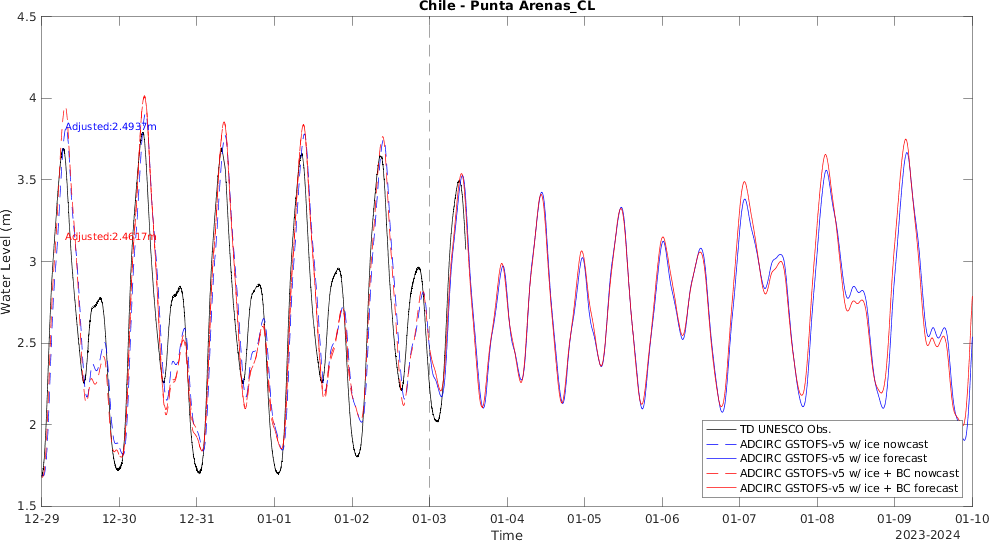 Chile - Punta Arenas_CL
4.5
4
3.5
3
2.5
2
1.5
Water Level (m)
Adjusted:2.4937m
Adjusted:2.4617m
TD UNESCO Obs.
ADCIRC GSTOFS-v5 w/ ice nowcast
ADCIRC GSTOFS-v5 w/ ice forecast
ADCIRC GSTOFS-v5 w/ ice + BC nowcast
ADCIRC GSTOFS-v5 w/ ice + BC forecast
12-29 12-30 12-31 01-01 01-02 01-03 01-04 01-05 01-06 01-07 01-08 01-09 01-10
Time
2023-2024